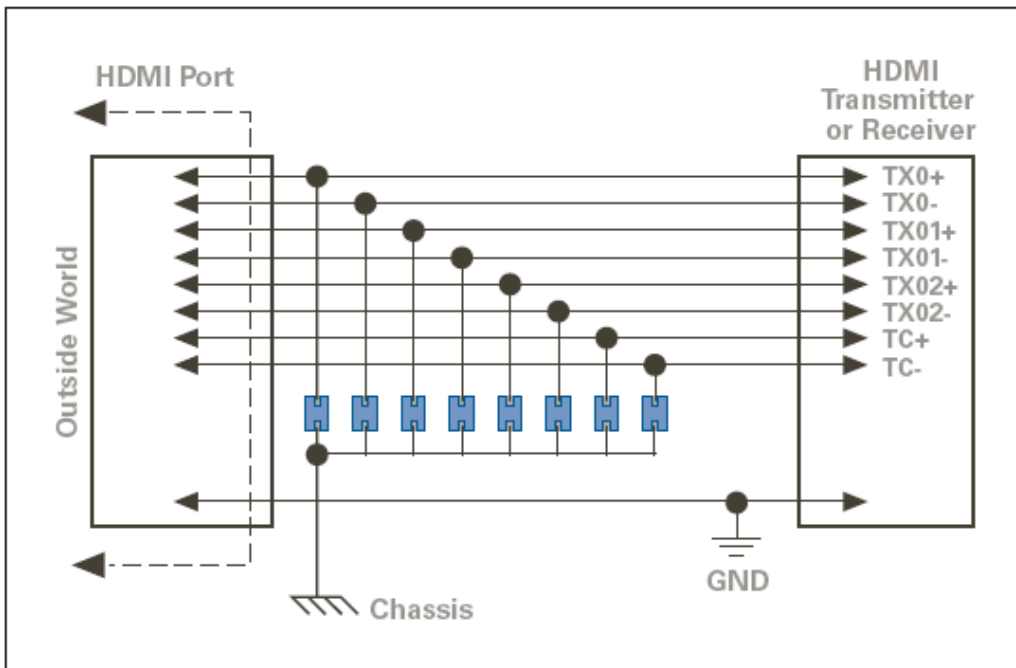 HDMI Port
HDMI
Transmitter
or Receiver
Outside World
TX0+
TX0-
TX01+
TX01-
TX02+
TX02-
TC+
TC-
GND
Chassis